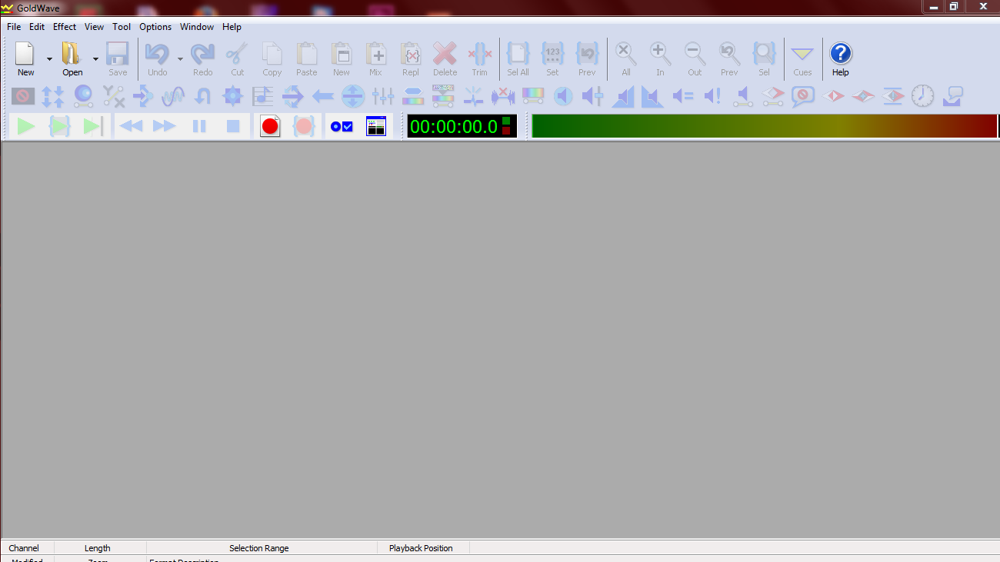 GoldWave
File Edit Effect View Tool Options Window Help
New Open Save Undo Redo Cut Copy Paste New Mix Repl Delete Trim Sel All Set Prev All In Out Prev Sel Cues Help
123
00:00:00.0
Channel Length Selection Range Playback Position
Modified Zoom Format Description